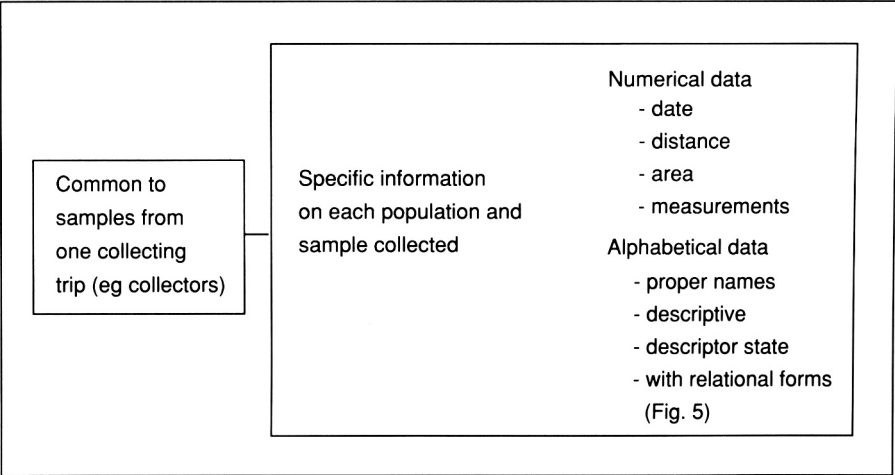 Common to
samples from
one collecting
trip (eg collectors)
Specific information
on each population and
sample collected
Numerical data
- date
- distance
- area
- measurements
Alphabetical data
- proper names
- descriptive
- descriptor state
- with relational forms
(Fig. 5)